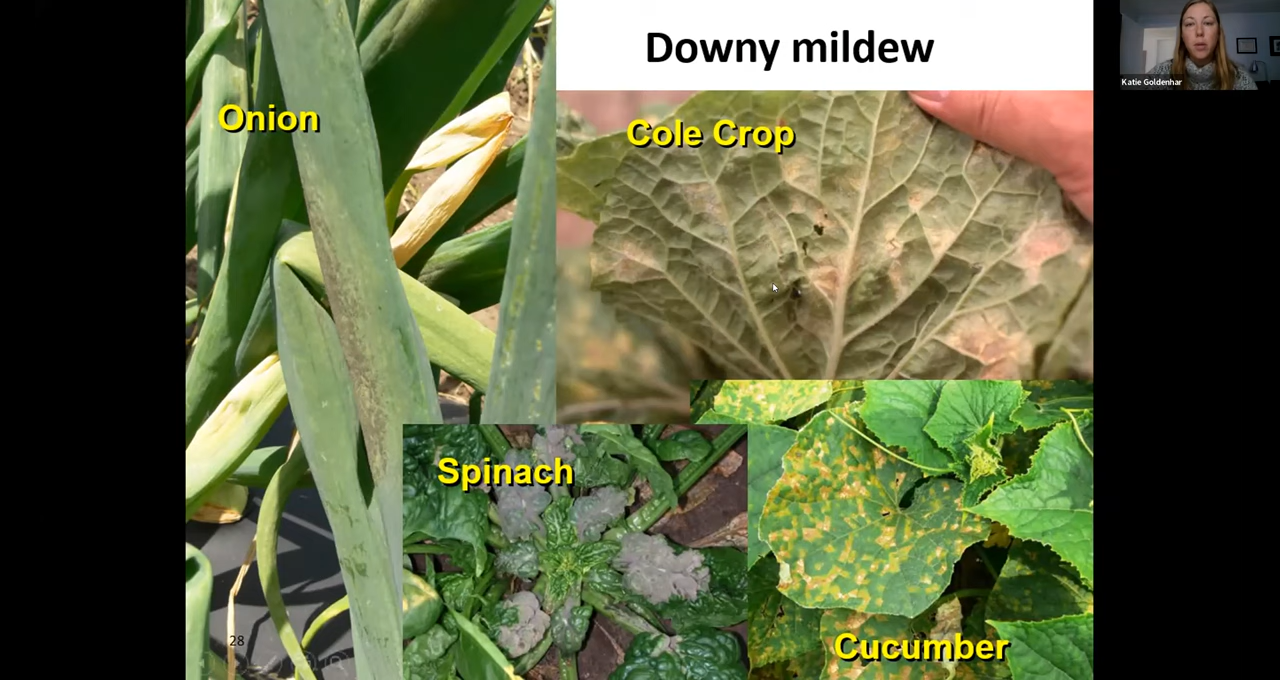 Downy mildew
Katie Goldenhar
Onion
Cole Crop
Spinach
Cucumber
28